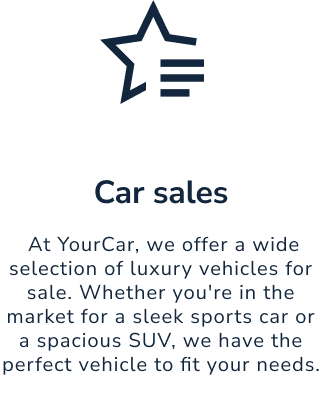 Car sales
At YourCar, we offer a wide
selection of luxury vehicles for
sale. Whether you're in the
market for a sleek sports car or
a spacious SUV, we have the
perfect vehicle to fit your needs.